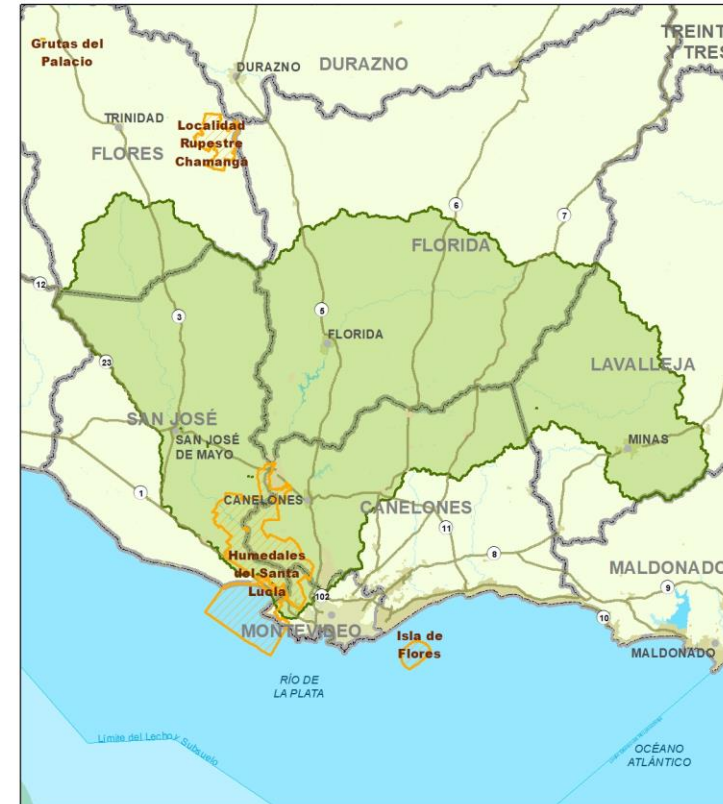 TREINT
Y TRES
Grutas del
Palacio
DURAZNO
DURAZNO
TRINIDAD
Localidad
Rupestre
Chamangá
FLORES
6
7
FLORIDA
12
3
5
FLORIDA
23
LAVALLEJA
SAN JOSÉ
SAN JOSÉ
DE MAYO
MINAS
1
CANELONES
CANELONES
11
8
Humedales
del Santa
Lucía
MALDONADO
9
102
10
MONTEVIDEO
Isla de
Flores
MALDONADO
RÍO DE
LA PLATA
Límite del Lecho y Subsuelo
OCÉANO
ATLÁNTICO